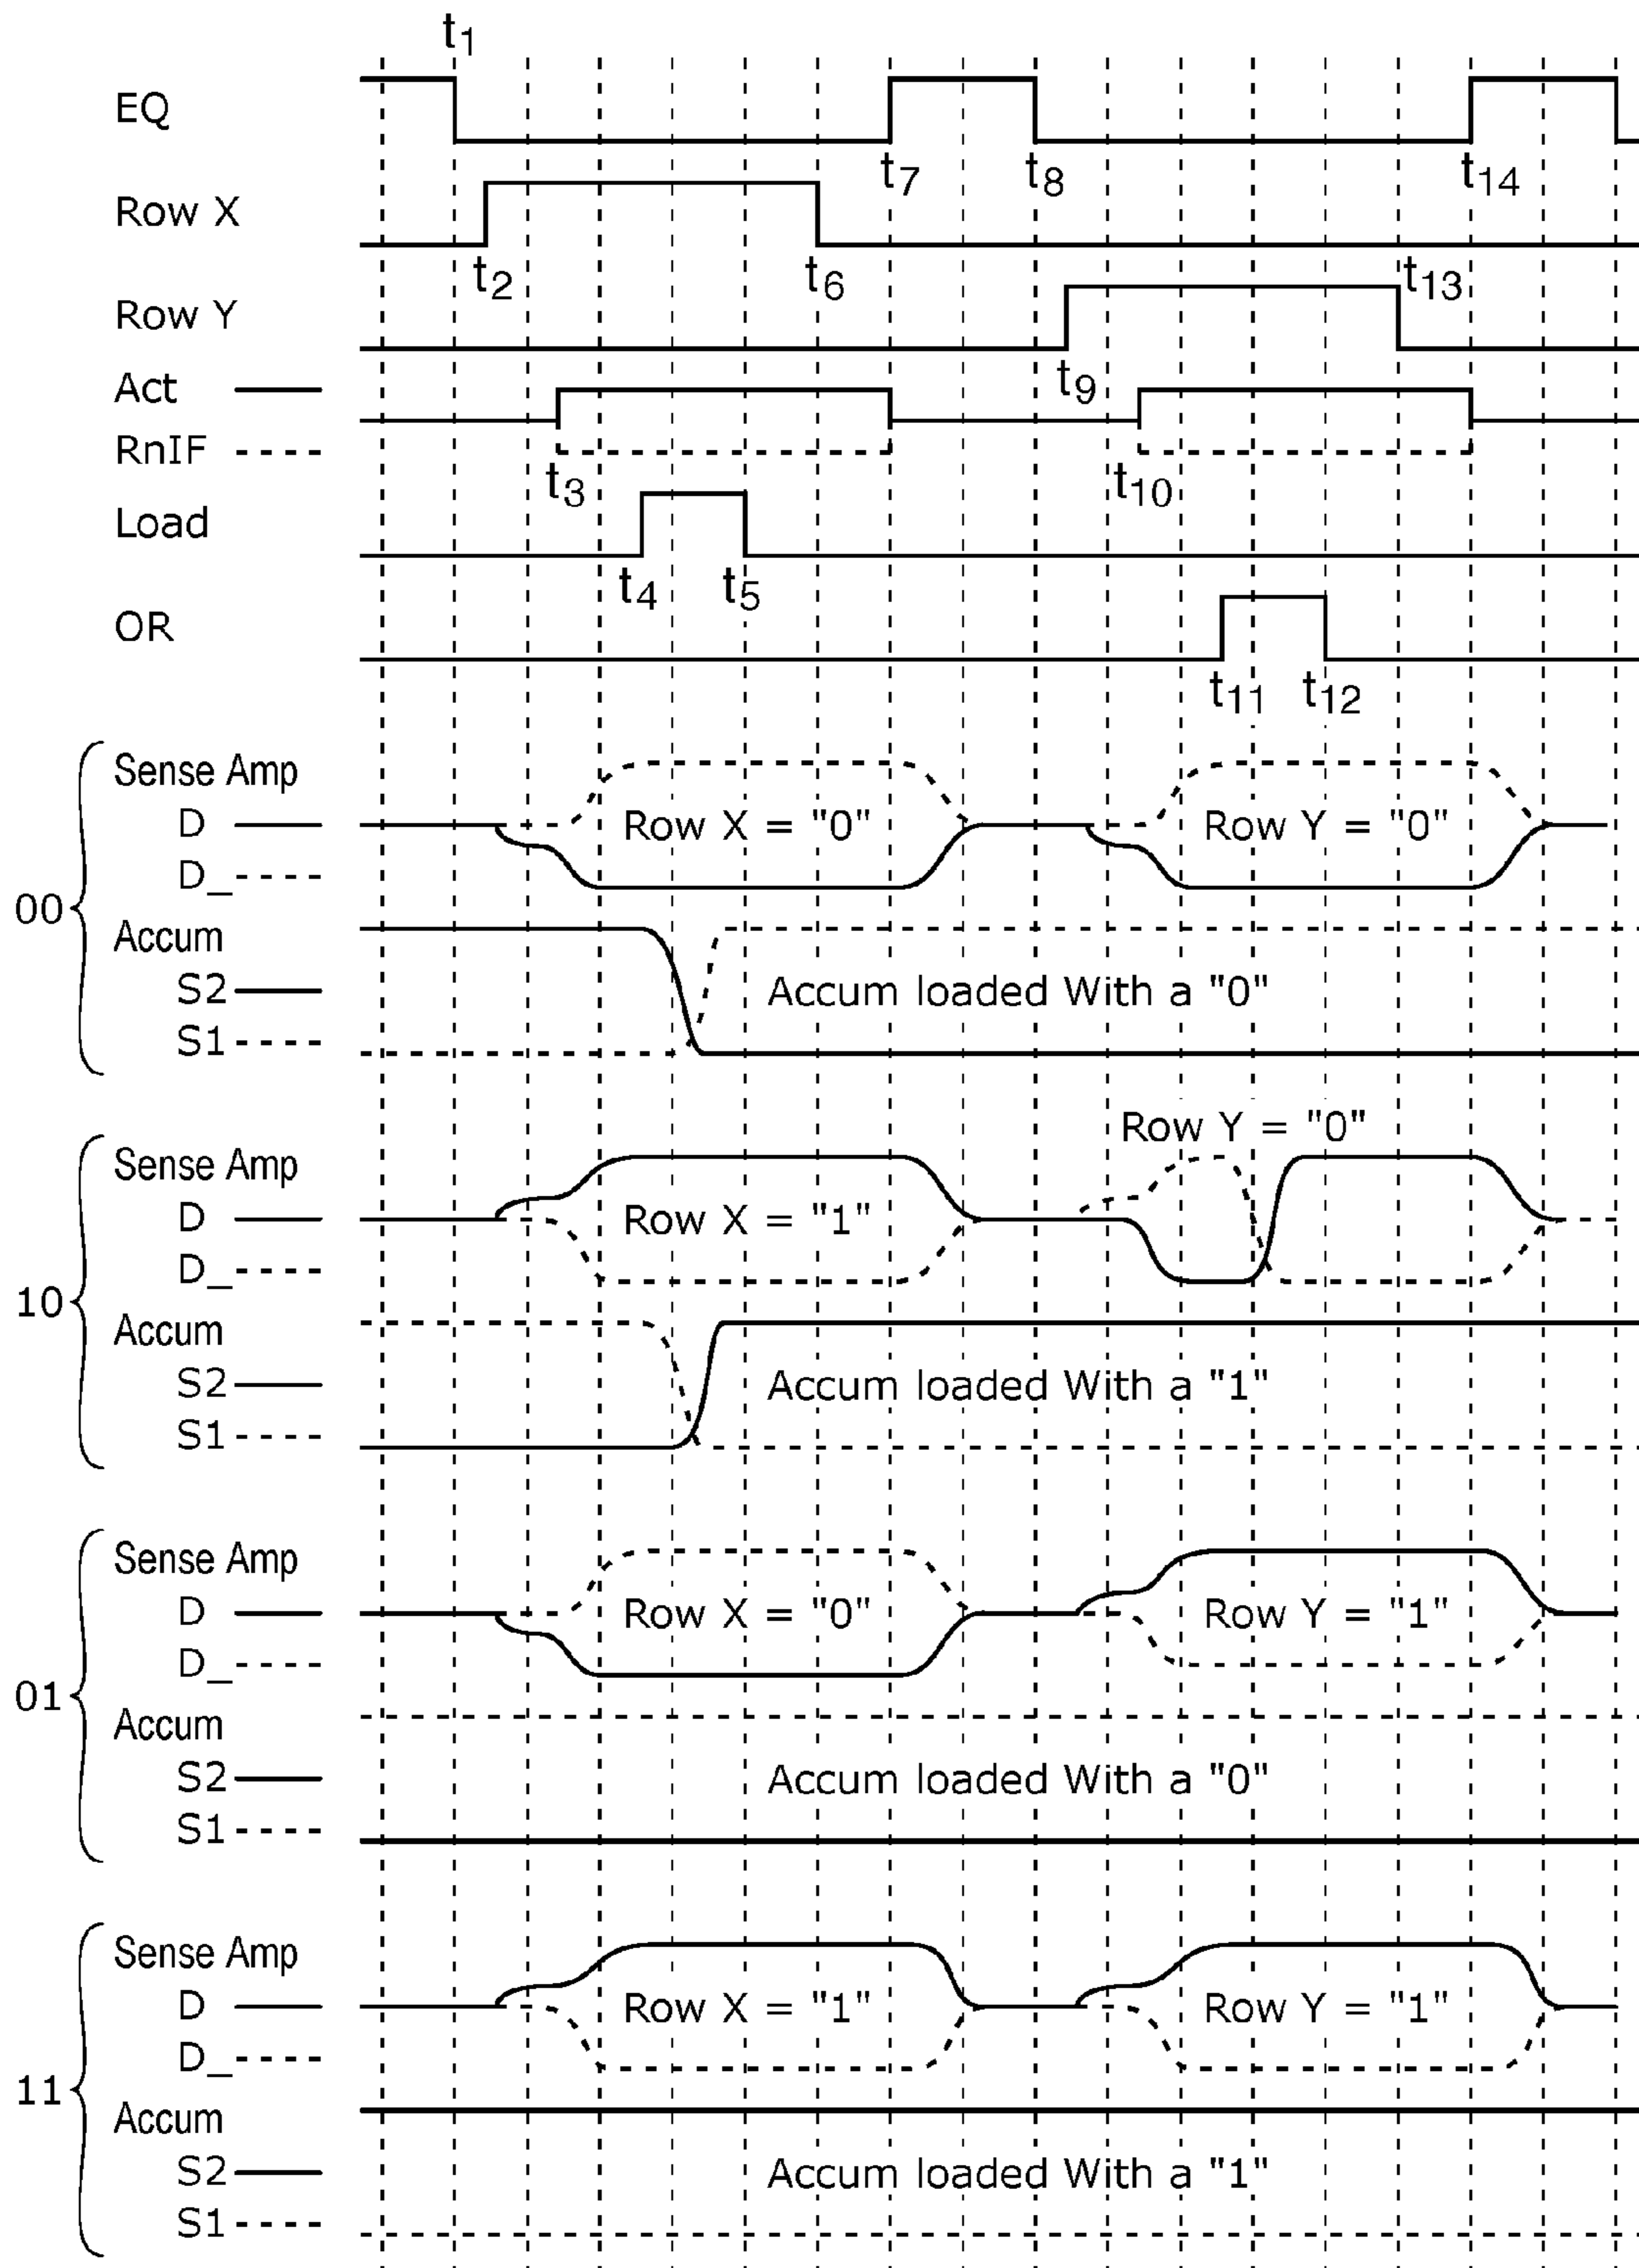 t1
EQ
t7
t8
t14
Row X
t2
t6
t13
Row Y
t9
Act
RnIF
t3
t10
Load
t4
t5
OR
t11
t12
00
Sense Amp
D
D_
Row X = "0"
Row Y = "0"
Accum
S2
S1
Accum loaded With a "0"
10
Row Y = "0"
Sense Amp
D
D_
Row X = "1"
Accum
S2
S1
Accum loaded With a "1"
01
Sense Amp
D
D_
Row X = "0"
Row Y = "1"
Accum
S2
S1
Accum loaded With a "0"
11
Sense Amp
D
D_
Row X = "1"
Row Y = "1"
Accum
S2
S1
Accum loaded With a "1"